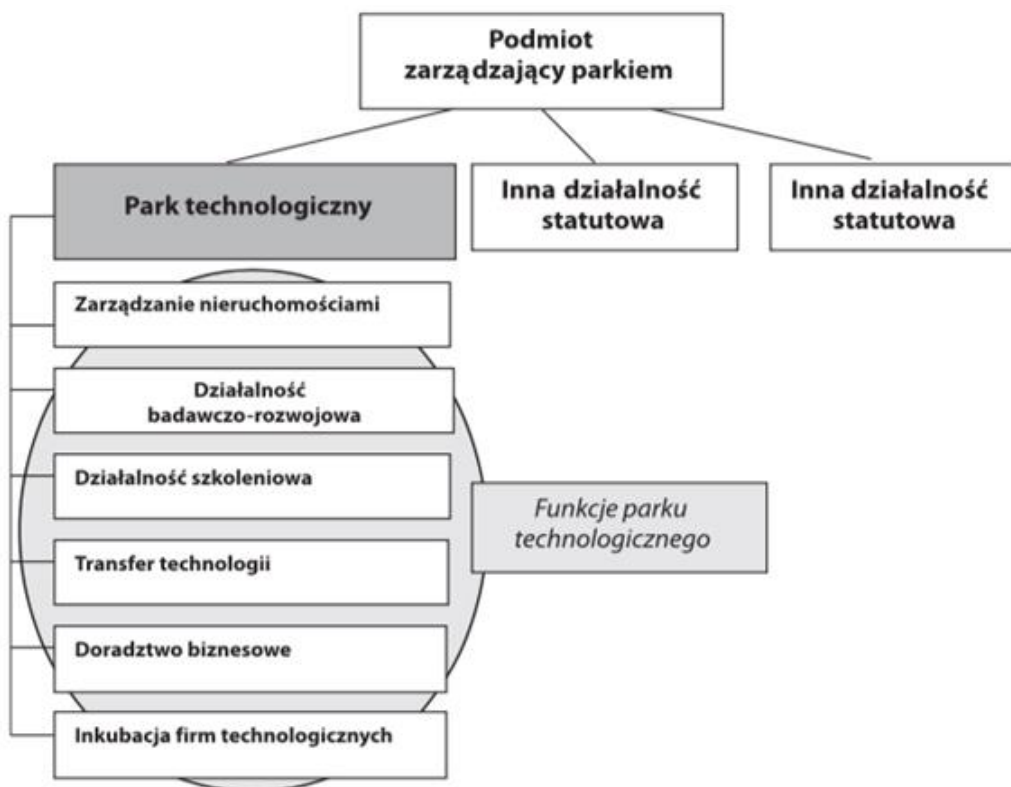 Podmiot
zarządzający parkiem
Park technologiczny
Inna działalność
statutowa
Inna działalność
statutowa
Zarządzanie nieruchomościami
Działalność
badawczo-rozwojowa
Działalność szkoleniowa
Funkcje parku
technologicznego
Transfer technologii
Doradztwo biznesowe
Inkubacja firm technologicznych